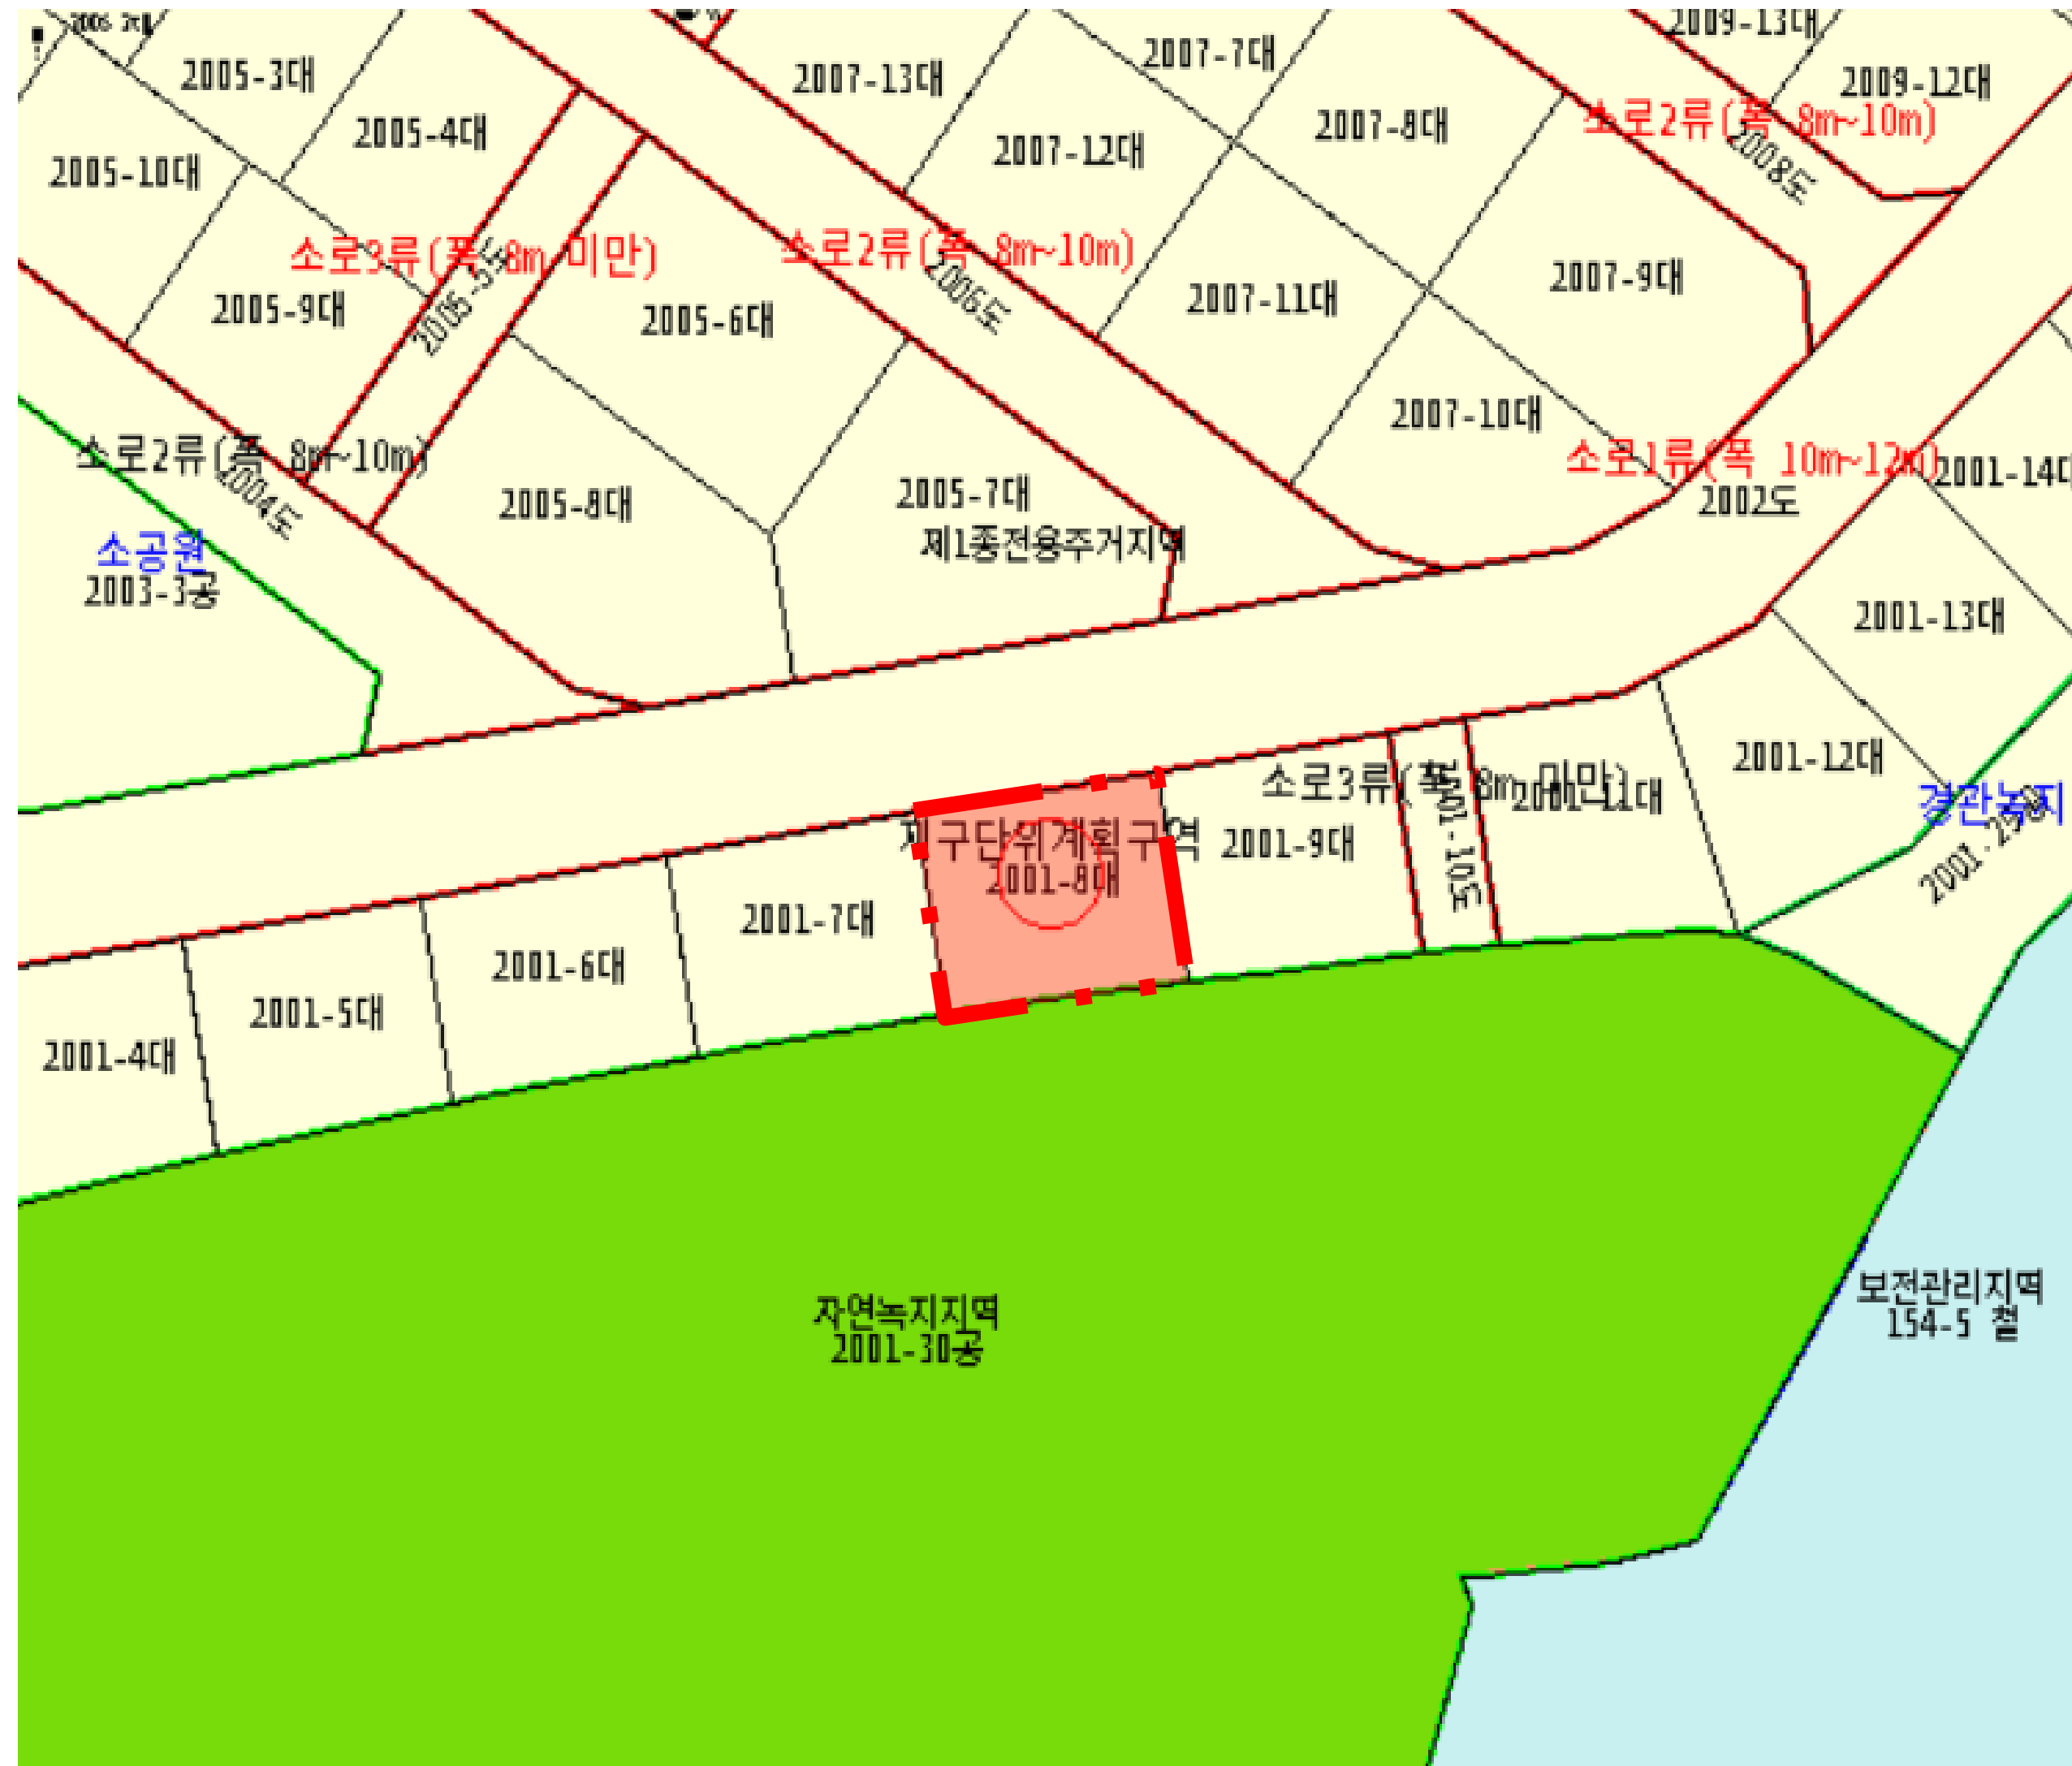 2009-13대
2005-3대
2007-13대
2007-7대
2009-12대
2005-4대
2007-12대
2007-8대
소로2류(폭 8m~10m)
2008도
2005-10대
소로3류(폭 8m 미만)
2005-5도
소로2류(폭 8m~10m)
2006도
2007-11대
2007-9대
2005-9대
2005-6대
2007-10대
소로2류(폭 8m~10m)
2004도
소로1류(폭 10m~12m)
2001-14대
2002도
2005-8대
2005-7대
제1종전용주거지역
소공원
2003-3공
2001-13대
2001-12대
소로3류(폭 8m 미만)
2001-11대
2001-10도
경관녹지
지구단위계획구역
2001-8대
2001-9대
2001-7대
2001-6대
2001-5대
2001-4대
자연녹지지역
2001-30공
보전관리지역
154-5 철